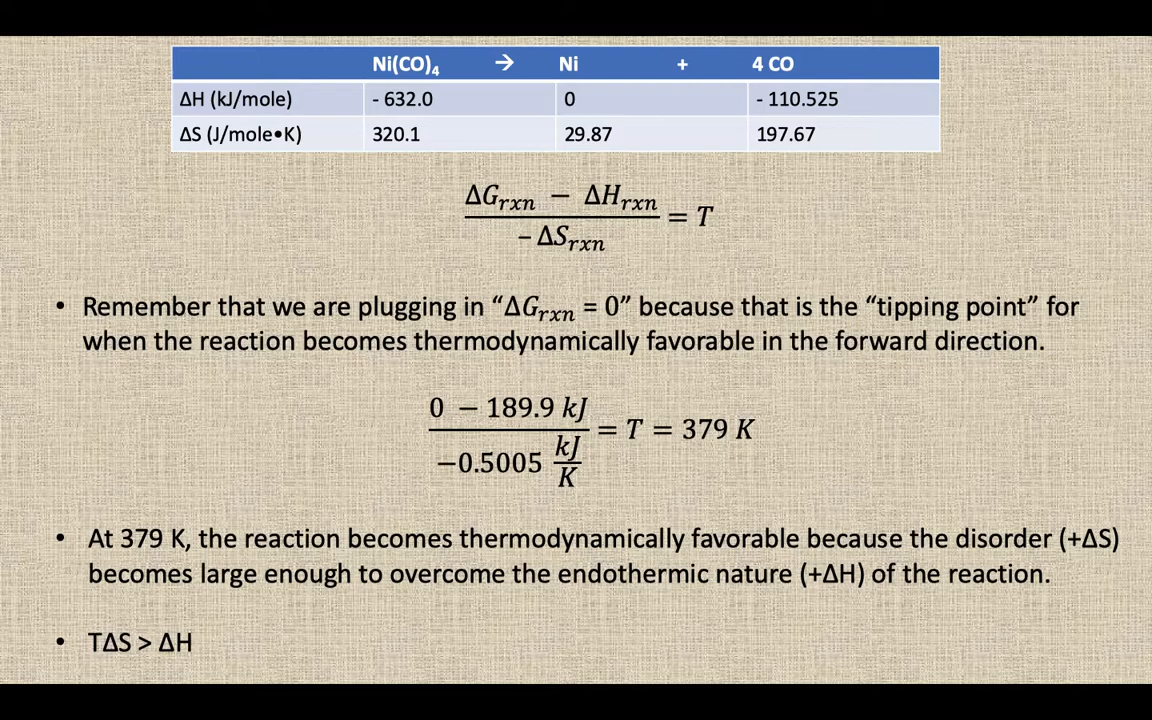 Ni(CO)₄ → Ni + 4 CO
ΔH (kJ/mole) - 632.0 0 - 110.525
ΔS (J/mole•K) 320.1 29.87 197.67
ΔGrxn − ΔHrxn
= T
– ΔSrxn
• Remember that we are plugging in “ΔGrxn = 0” because that is the “tipping point” for
when the reaction becomes thermodynamically favorable in the forward direction.
0 − 189.9 kJ
= T = 379 K
−0.5005 kJ/K
• At 379 K, the reaction becomes thermodynamically favorable because the disorder (+ΔS)
becomes large enough to overcome the endothermic nature (+ΔH) of the reaction.
• TΔS > ΔH